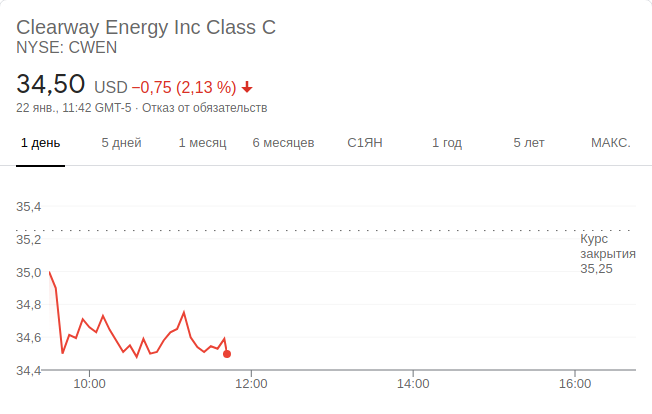 Clearway Energy Inc Class C
NYSE: CWEN
34,50 USD −0,75 (2,13 %) ↓
22 янв., 11:42 GMT-5 · Отказ от обязательств
1 день 5 дней 1 месяц 6 месяцев С1ЯН 1 год 5 лет МАКС.
35,4
35,2
35,0
34,8
34,6
34,4
Курс
закрытия
35,25
10:00 12:00 14:00 16:00